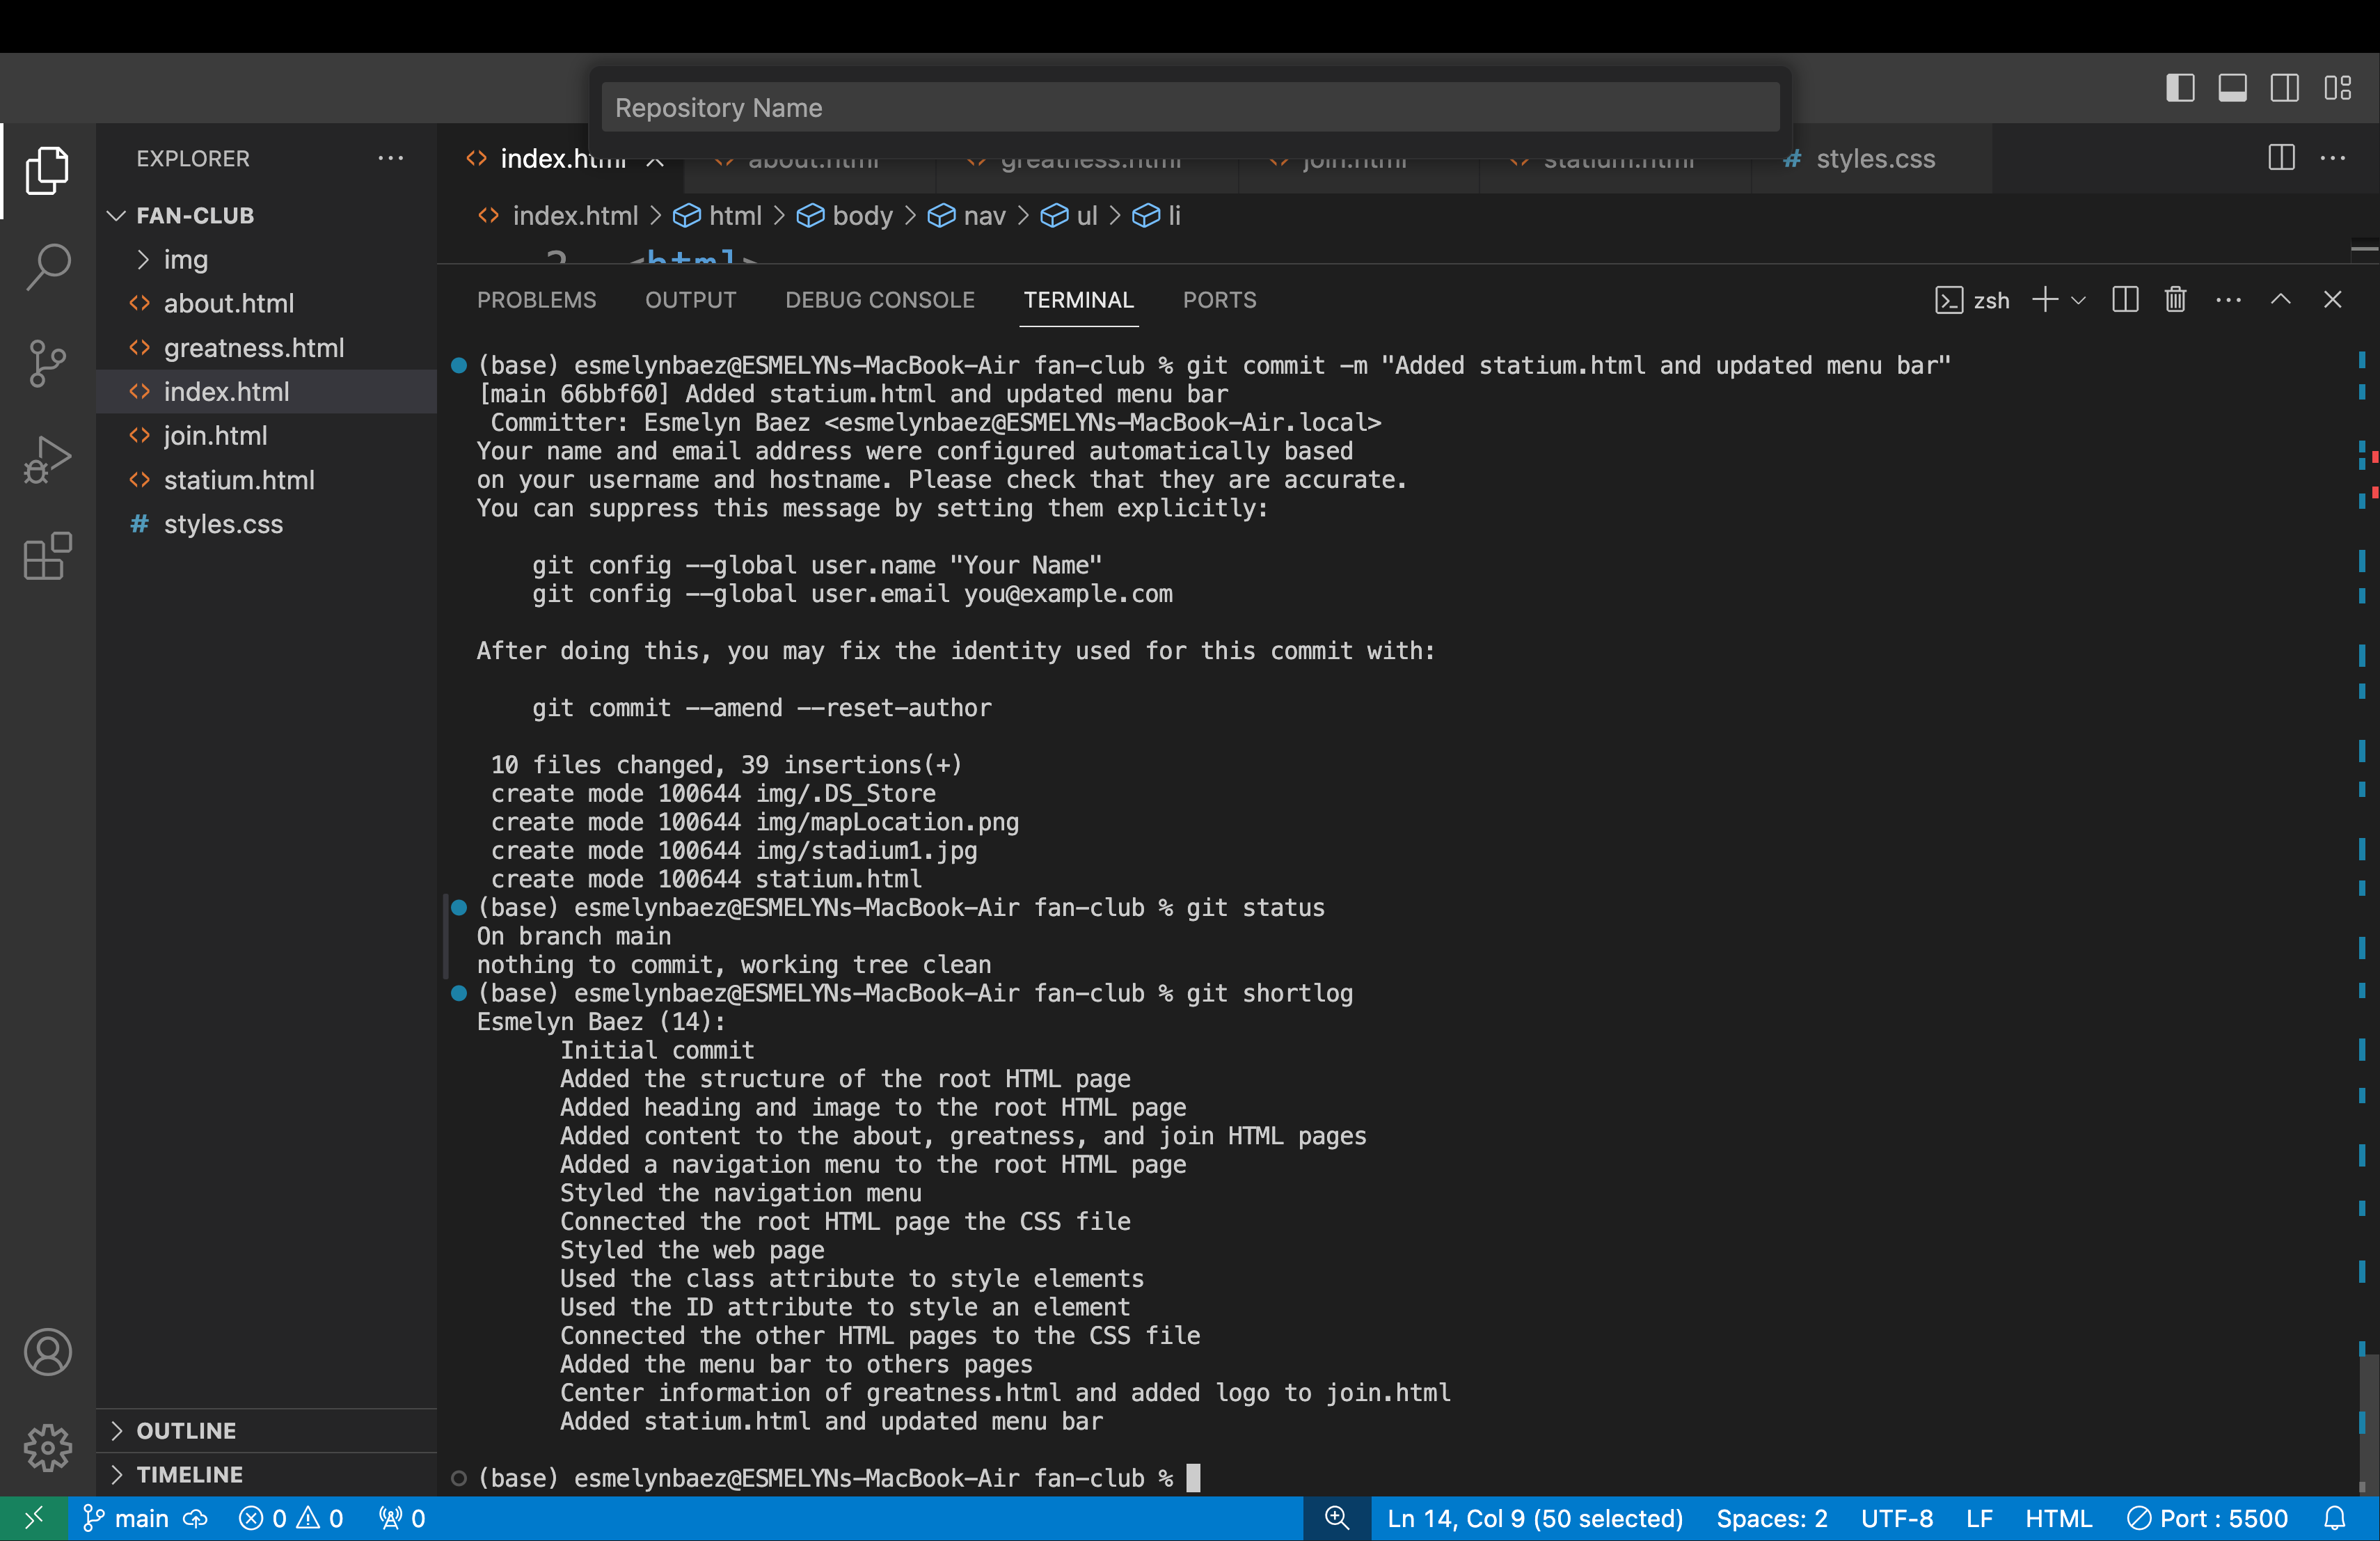 Repository Name
EXPLORER
FAN-CLUB
img
about.html
greatness.html
index.html
join.html
statium.html
styles.css
OUTLINE
TIMELINE
index.html about.html greatness.html join.html statium.html # styles.css
index.html > html > body > nav > ul > li
2 <html>
PROBLEMS OUTPUT DEBUG CONSOLE TERMINAL PORTS zsh
(base) esmelynbaez@ESMELYNs-MacBook-Air fan-club % git commit -m "Added statium.html and updated menu bar"
[main 66bbf60] Added statium.html and updated menu bar
Committer: Esmelyn Baez <esmelynbaez@ESMELYNs-MacBook-Air.local>
Your name and email address were configured automatically based
on your username and hostname. Please check that they are accurate.
You can suppress this message by setting them explicitly:
git config --global user.name "Your Name"
git config --global user.email you@example.com
After doing this, you may fix the identity used for this commit with:
git commit --amend --reset-author
10 files changed, 39 insertions(+)
create mode 100644 img/.DS_Store
create mode 100644 img/mapLocation.png
create mode 100644 img/stadium1.jpg
create mode 100644 statium.html
(base) esmelynbaez@ESMELYNs-MacBook-Air fan-club % git status
On branch main
nothing to commit, working tree clean
(base) esmelynbaez@ESMELYNs-MacBook-Air fan-club % git shortlog
Esmelyn Baez (14):
Initial commit
Added the structure of the root HTML page
Added heading and image to the root HTML page
Added content to the about, greatness, and join HTML pages
Added a navigation menu to the root HTML page
Styled the navigation menu
Connected the root HTML page the CSS file
Styled the web page
Used the class attribute to style elements
Used the ID attribute to style an element
Connected the other HTML pages to the CSS file
Added the menu bar to others pages
Center information of greatness.html and added logo to join.html
Added statium.html and updated menu bar
(base) esmelynbaez@ESMELYNs-MacBook-Air fan-club %
main 0 0 0 Ln 14, Col 9 (50 selected) Spaces: 2 UTF-8 LF HTML Port : 5500